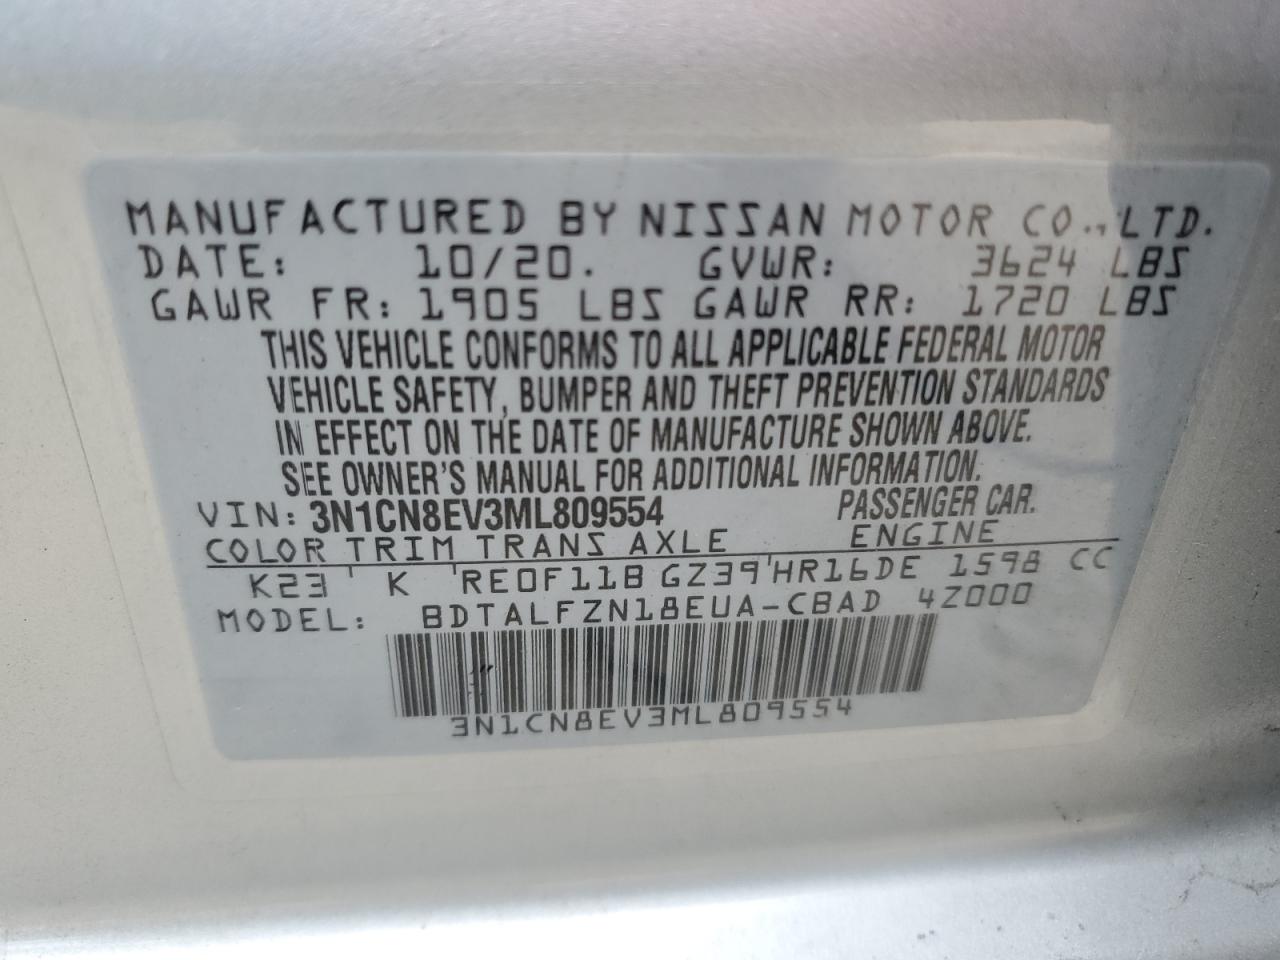 MANUFACTURED BY NISSAN MOTOR CO., LTD.
DATE: 10/20. GVWR: 3624 LBS
GAWR FR: 1905 LBS GAWR RR: 1720 LBS
THIS VEHICLE CONFORMS TO ALL APPLICABLE FEDERAL MOTOR
VEHICLE SAFETY, BUMPER AND THEFT PREVENTION STANDARDS
IN EFFECT ON THE DATE OF MANUFACTURE SHOWN ABOVE.
SEE OWNER'S MANUAL FOR ADDITIONAL INFORMATION.
VIN: 3N1CN8EV3ML809554 PASSENGER CAR.
COLOR TRIM TRANS AXLE ENGINE
K23 K RE0F11B GZ39 HR16DE 1598 CC
MODEL: BDTALFZN18EUA-CBAD 4Z000
3N1CN8EV3ML809554